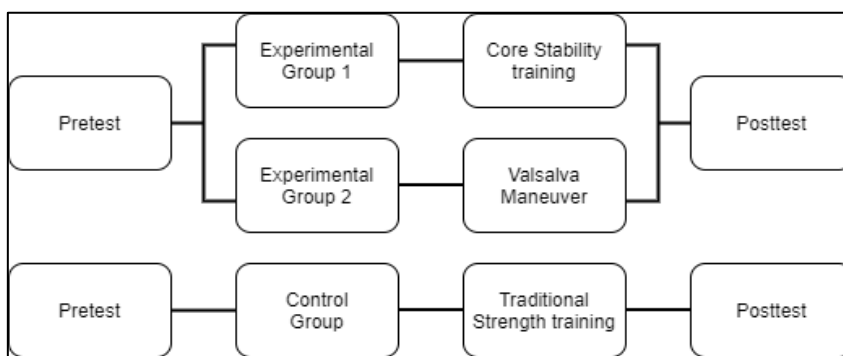 Pretest
Experimental
Group 1
Core Stability
training
Experimental
Group 2
Valsalva
Maneuver
Posttest
Pretest
Control
Group
Traditional
Strength training
Posttest